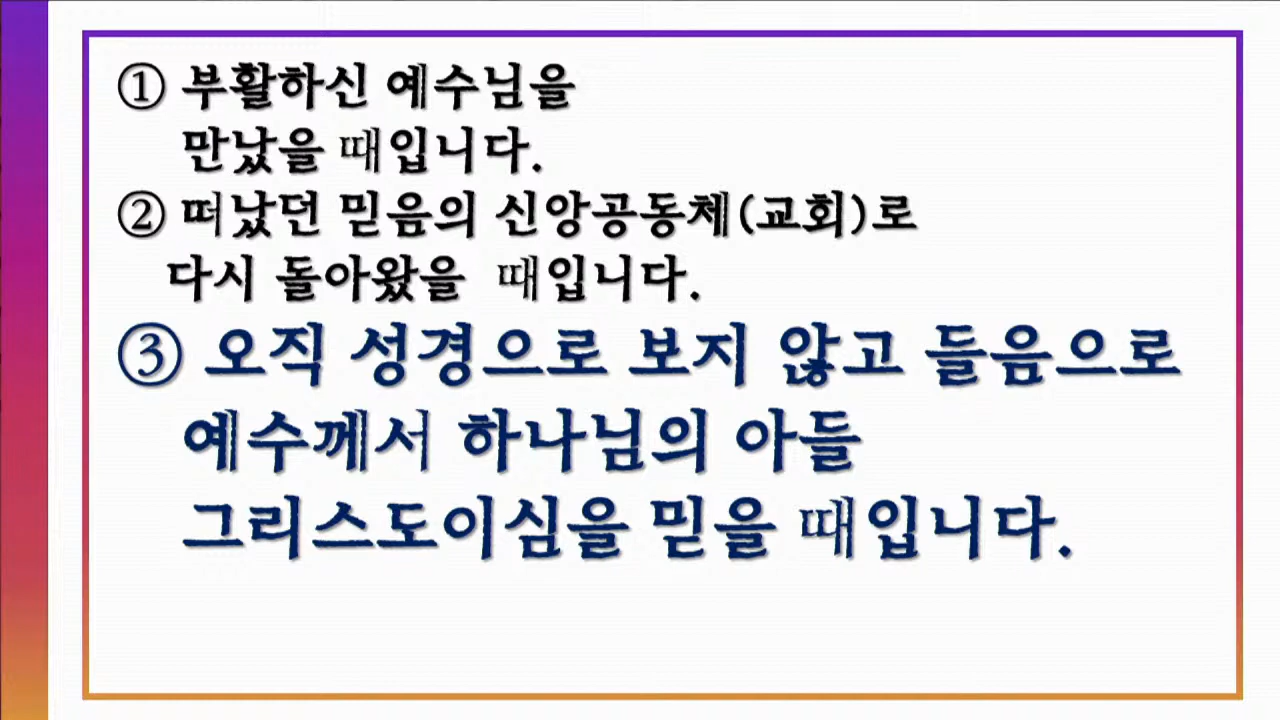 ① 부활하신 예수님을
만났을 때입니다.
② 떠났던 믿음의 신앙공동체(교회)로
다시 돌아왔을 때입니다.
③ 오직 성경으로 보지 않고 들음으로
예수께서 하나님의 아들
그리스도이심을 믿을 때입니다.